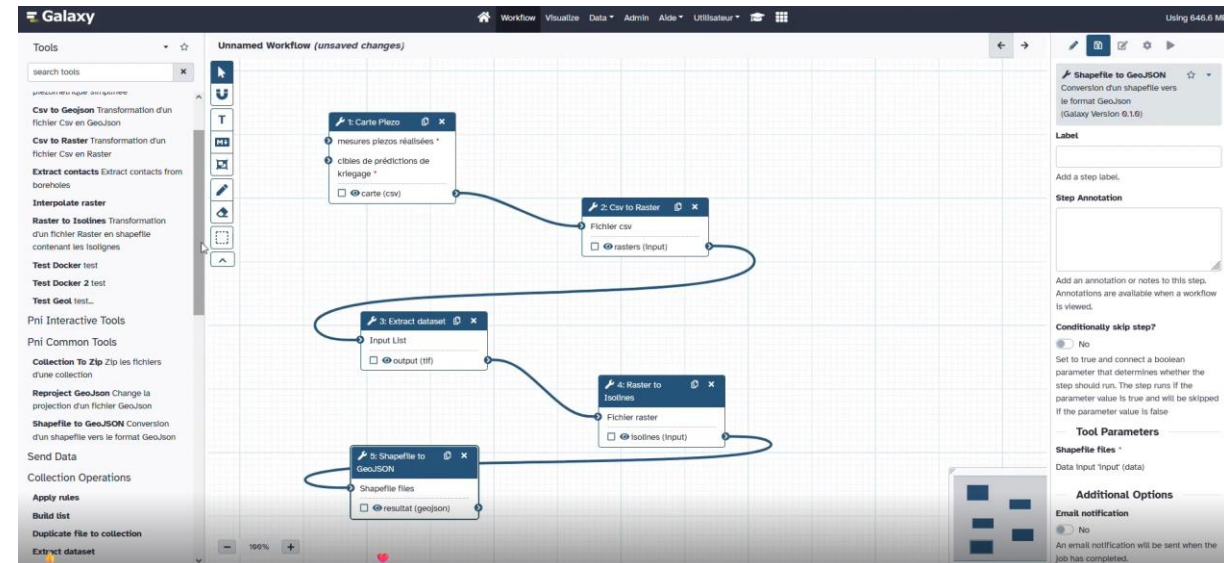 Galaxy
Workflow Visualize Data Admin Aide Utilisateur
Using 646.6 M
Tools
search tools
piézométrique simplifiée
Csv to Geojson Transformation d'un
fichier Csv en GeoJson
Csv to Raster Transformation d'un
fichier Csv en Raster
Extract contacts Extract contacts from
boreholes
Interpolate raster
Raster to Isolines Transformation
d'un fichier Raster en shapefile
contenant les Isolignes
Test Docker test
Test Docker 2 test
Test Geol test...
Pni Interactive Tools
Pni Common Tools
Collection To Zip Zip les fichiers
d'une collection
Reproject GeoJson Change la
projection d'un fichier GeoJson
Shapefile to GeoJSON Conversion
d'un shapefile vers le format GeoJson
Send Data
Collection Operations
Apply rules
Build list
Duplicate file to collection
Extract dataset
Unnamed Workflow (unsaved changes)
T
1: Carte Piezo
mesures piezos réalisées *
cibles de prédictions de
kriegage *
carte (csv)
2: Csv to Raster
Fichier csv
rasters (input)
3: Extract dataset
Input List
output (tif)
4: Raster to
Isolines
Fichier raster
isolines (input)
5: Shapefile to
GeoJSON
Shapefile files
resultat (geojson)
100%
Shapefile to GeoJSON
Conversion d'un shapefile vers
le format GeoJson
(Galaxy Version 0.1.0)
Label
Add a step label.
Step Annotation
Add an annotation or notes to this step.
Annotations are available when a workflow
is viewed.
Conditionally skip step?
No
Set to true and connect a boolean
parameter that determines whether the
step should run. The step runs if the
parameter value is true and will be skipped
if the parameter value is false
Tool Parameters
Shapefile files *
Data input 'input' (data)
Additional Options
Email notification
No
An email notification will be sent when the
job has completed.